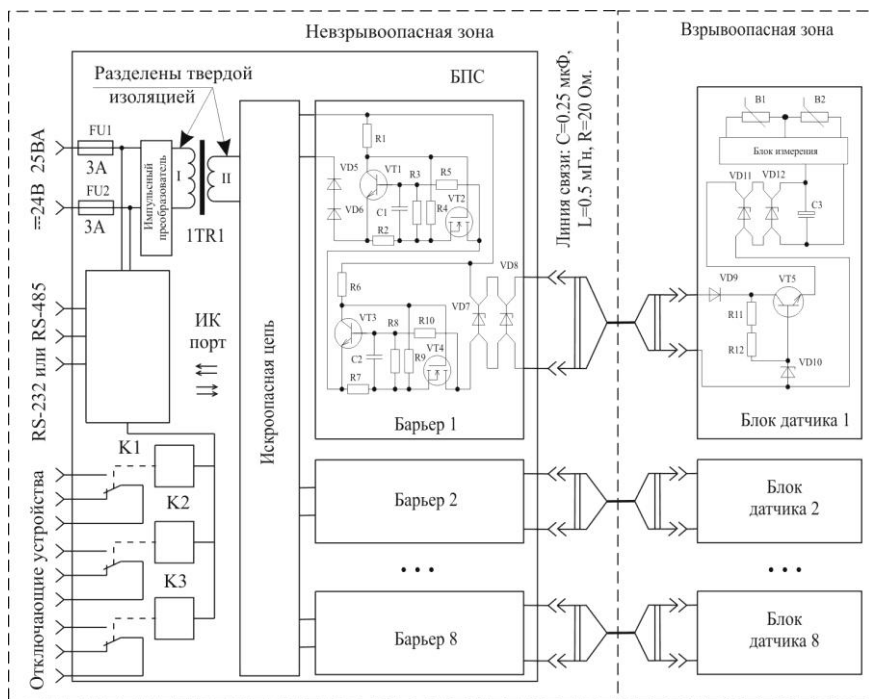 Невзрывоопасная зона
Взрывоопасная зона
Разделены твердой
изоляцией
БПС
Линия связи: C=0.25 мкФ,
L=0.5 мГн, R=20 Ом.
⎓24В 25ВА
FU1
3А
FU2
3А
Импульсный
преобразователь
I
II
1TR1
RS-232 или RS-485
ИК
порт
Искроопасная цепь
R1
VD5
VD6
VT1
R3
R5
C1
R4
VT2
R2
R6
VT3
R8
R10
C2
R9
VT4
R7
VD7
VD8
Барьер 1
B1
B2
Блок измерения
VD11
VD12
C3
VD9
VT5
R11
R12
VD10
Блок датчика 1
Отключающие устройства
K1
K2
K3
Барьер 2
Блок
датчика 2
• • •
• • •
Барьер 8
Блок
датчика 8